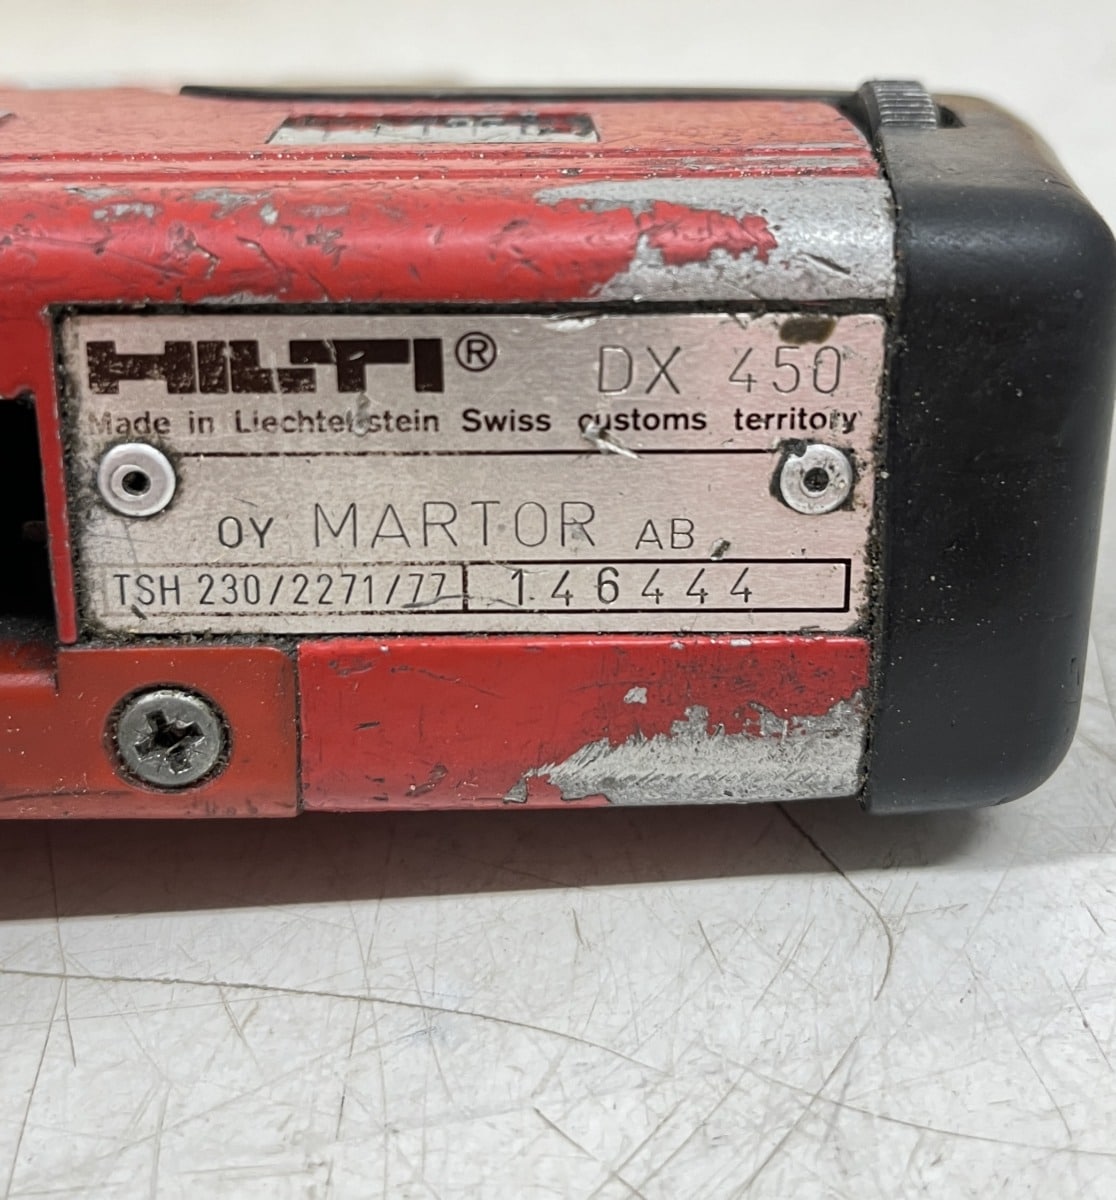 HILTI® DX 450
Made in Liechtenstein Swiss customs territory
OY MARTOR AB
TSH 230/2271/77 146444